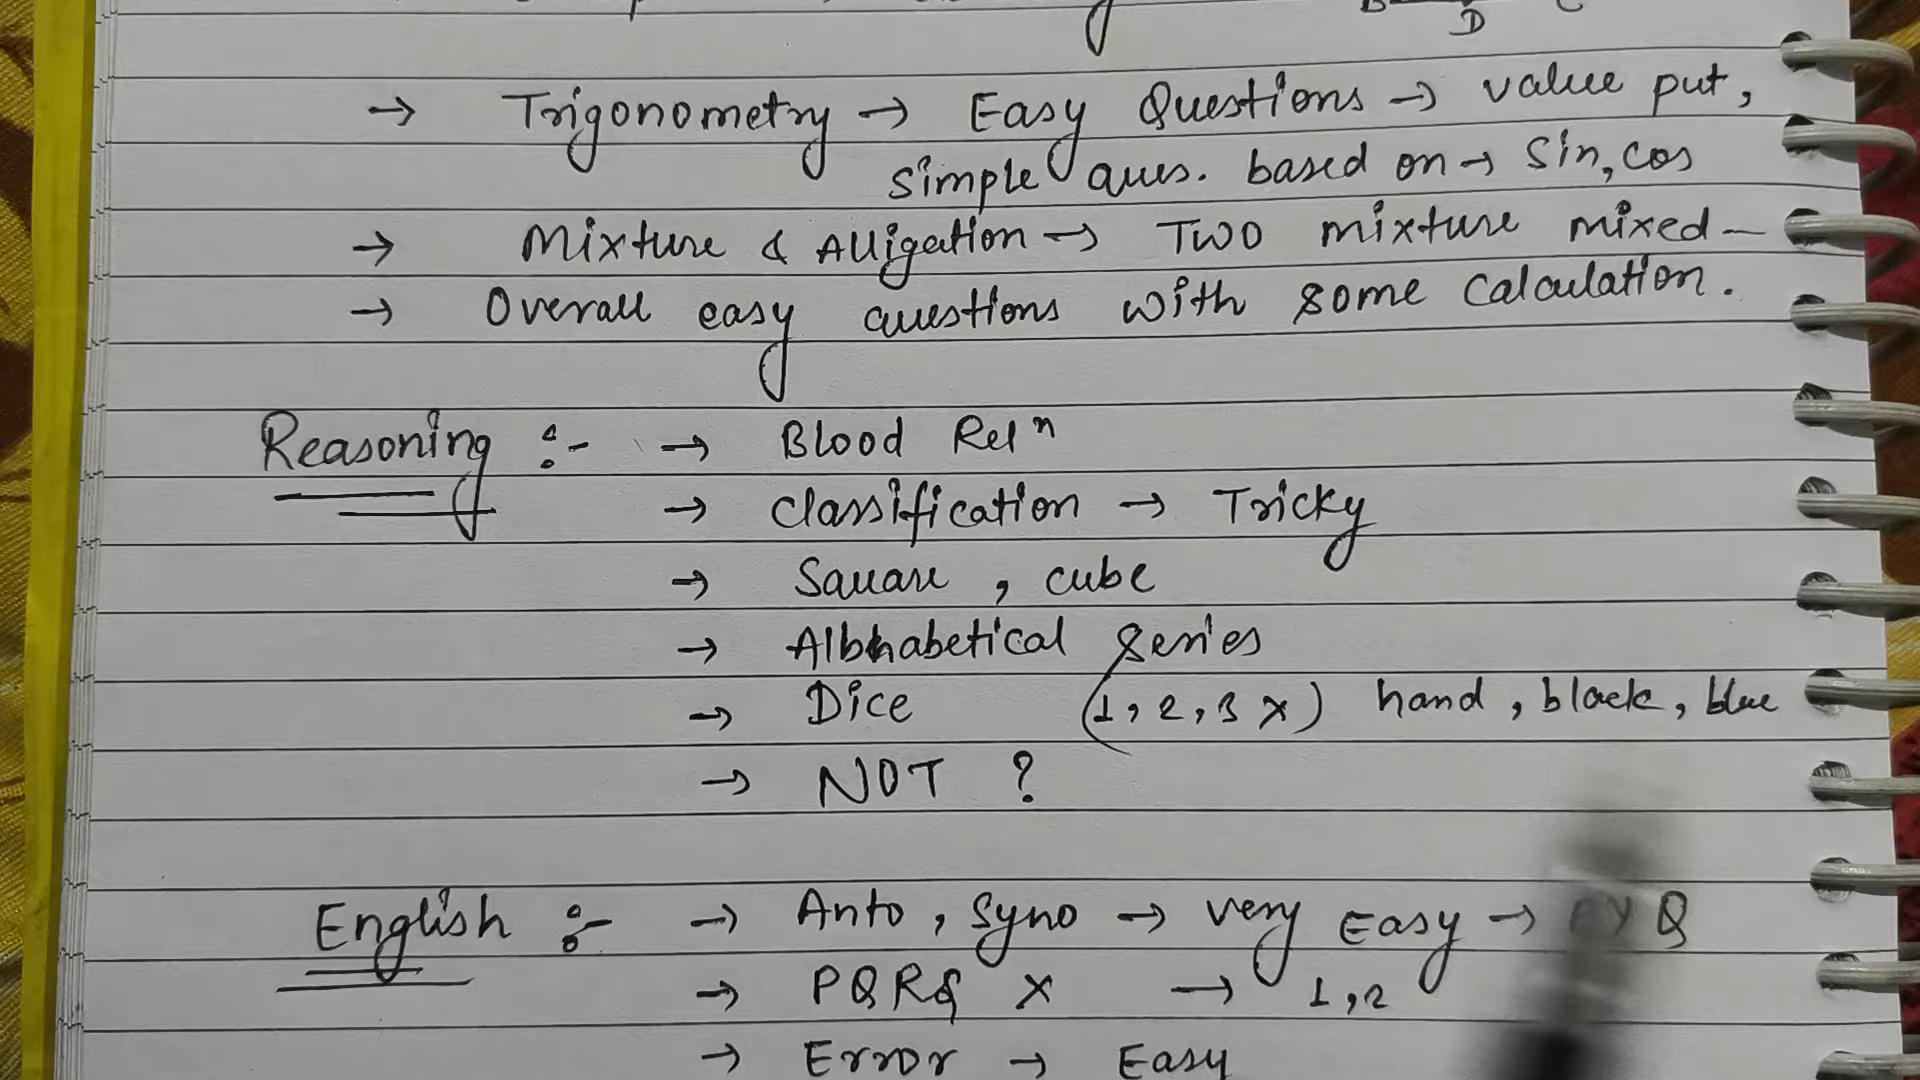 B D C
→ Trigonometry → Easy Questions → value put,
simple ques. based on → sin, cos
→ Mixture & Alligation → Two mixture mixed —
→ Overall easy questions with some calculation.
Reasoning :- → Blood Relⁿ
→ classification → Tricky
→ Square , cube
→ Alphabetical series
→ Dice (1, 2, 3 x) hand, black, blue
→ NOT ?
English :- → Anto, Syno → very Easy → PYQ
→ PQRS x → 1,2
→ Error → Easy